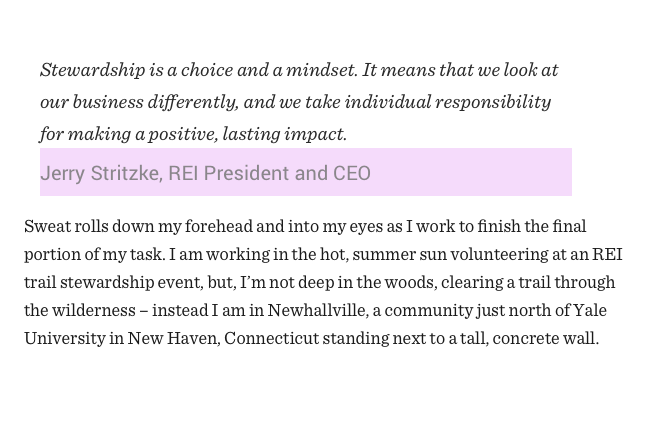 Stewardship is a choice and a mindset. It means that we look at
our business differently, and we take individual responsibility
for making a positive, lasting impact.
Jerry Stritzke, REI President and CEO
Sweat rolls down my forehead and into my eyes as I work to finish the final
portion of my task. I am working in the hot, summer sun volunteering at an REI
trail stewardship event, but, I’m not deep in the woods, clearing a trail through
the wilderness – instead I am in Newhallville, a community just north of Yale
University in New Haven, Connecticut standing next to a tall, concrete wall.